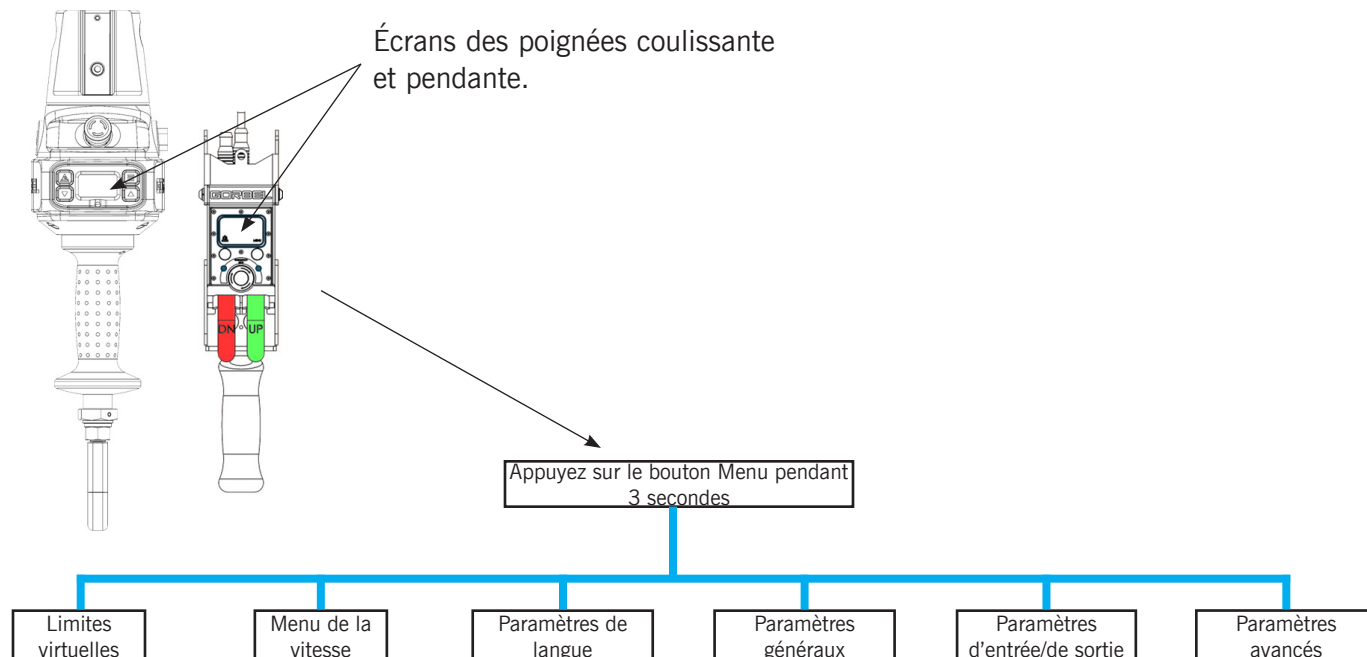 Écrans des poignées coulissante
et pendante.
GORBEL
DN UP
Appuyez sur le bouton Menu pendant
3 secondes
Limites
virtuelles
Menu de la
vitesse
Paramètres de
langue
Paramètres
généraux
Paramètres
d'entrée/de sortie
Paramètres
avancés